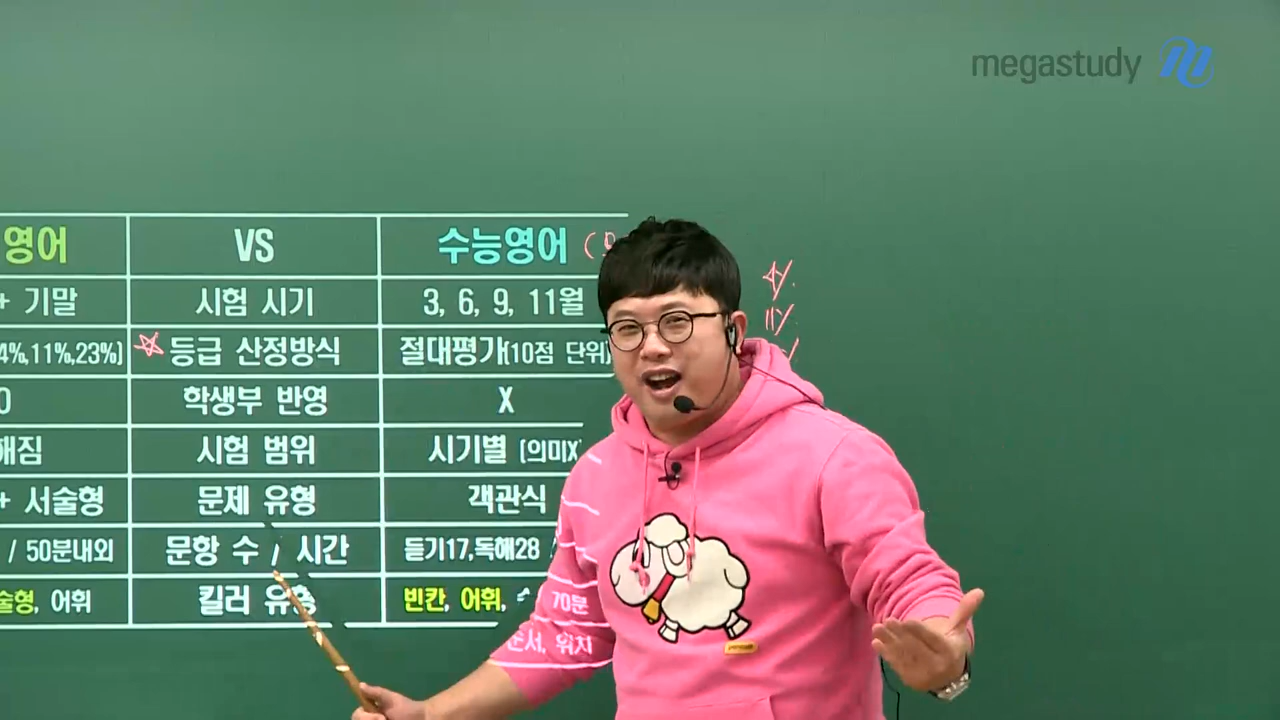 megastudy
영어 VS 수능영어 (
+ 기말 시험 시기 3, 6, 9, 11월
4%,11%,23%) ☆ 등급 산정방식 절대평가(10점 단위)
학생부 반영 X
해짐 시험 범위 시기별 (의미X
+ 서술형 문제 유형 객관식
/ 50분내외 문항 수 / 시간 듣기17,독해28 / 70분
술형, 어휘 킬러 유형 빈칸, 어휘, 순서, 위치
4%
11%